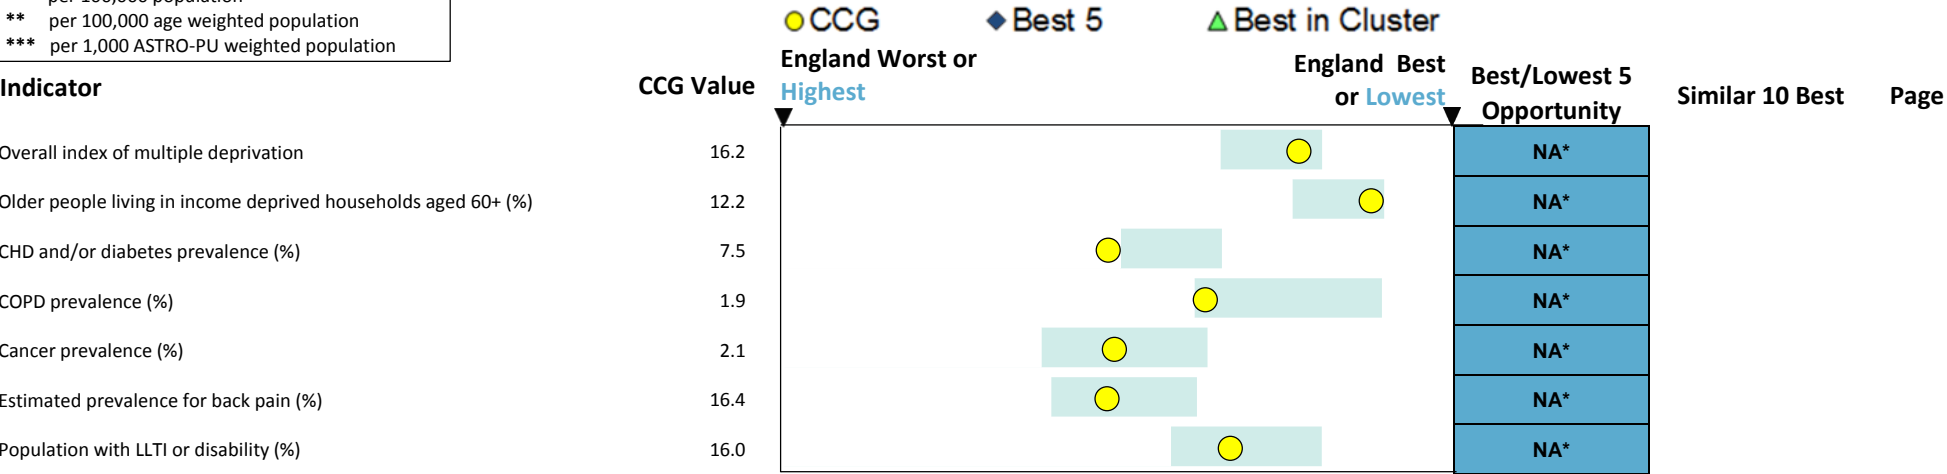 per 100,000 population
** per 100,000 age weighted population
*** per 1,000 ASTRO-PU weighted population
CCG Best 5 Best in Cluster
Indicator CCG Value England Worst or Highest England Best or Lowest Best/Lowest 5 Opportunity Similar 10 Best Page
Overall index of multiple deprivation 16.2 NA*
Older people living in income deprived households aged 60+ (%) 12.2 NA*
CHD and/or diabetes prevalence (%) 7.5 NA*
COPD prevalence (%) 1.9 NA*
Cancer prevalence (%) 2.1 NA*
Estimated prevalence for back pain (%) 16.4 NA*
Population with LLTI or disability (%) 16.0 NA*